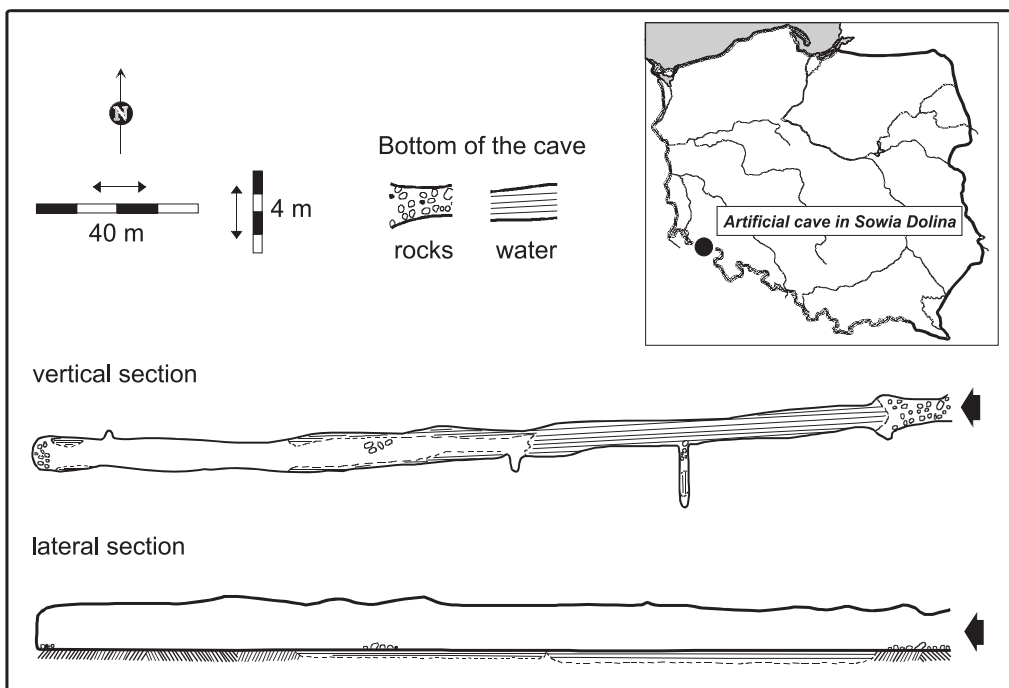 N
40 m
4 m
Bottom of the cave
rocks
water
Artificial cave in Sowia Dolina
vertical section
lateral section